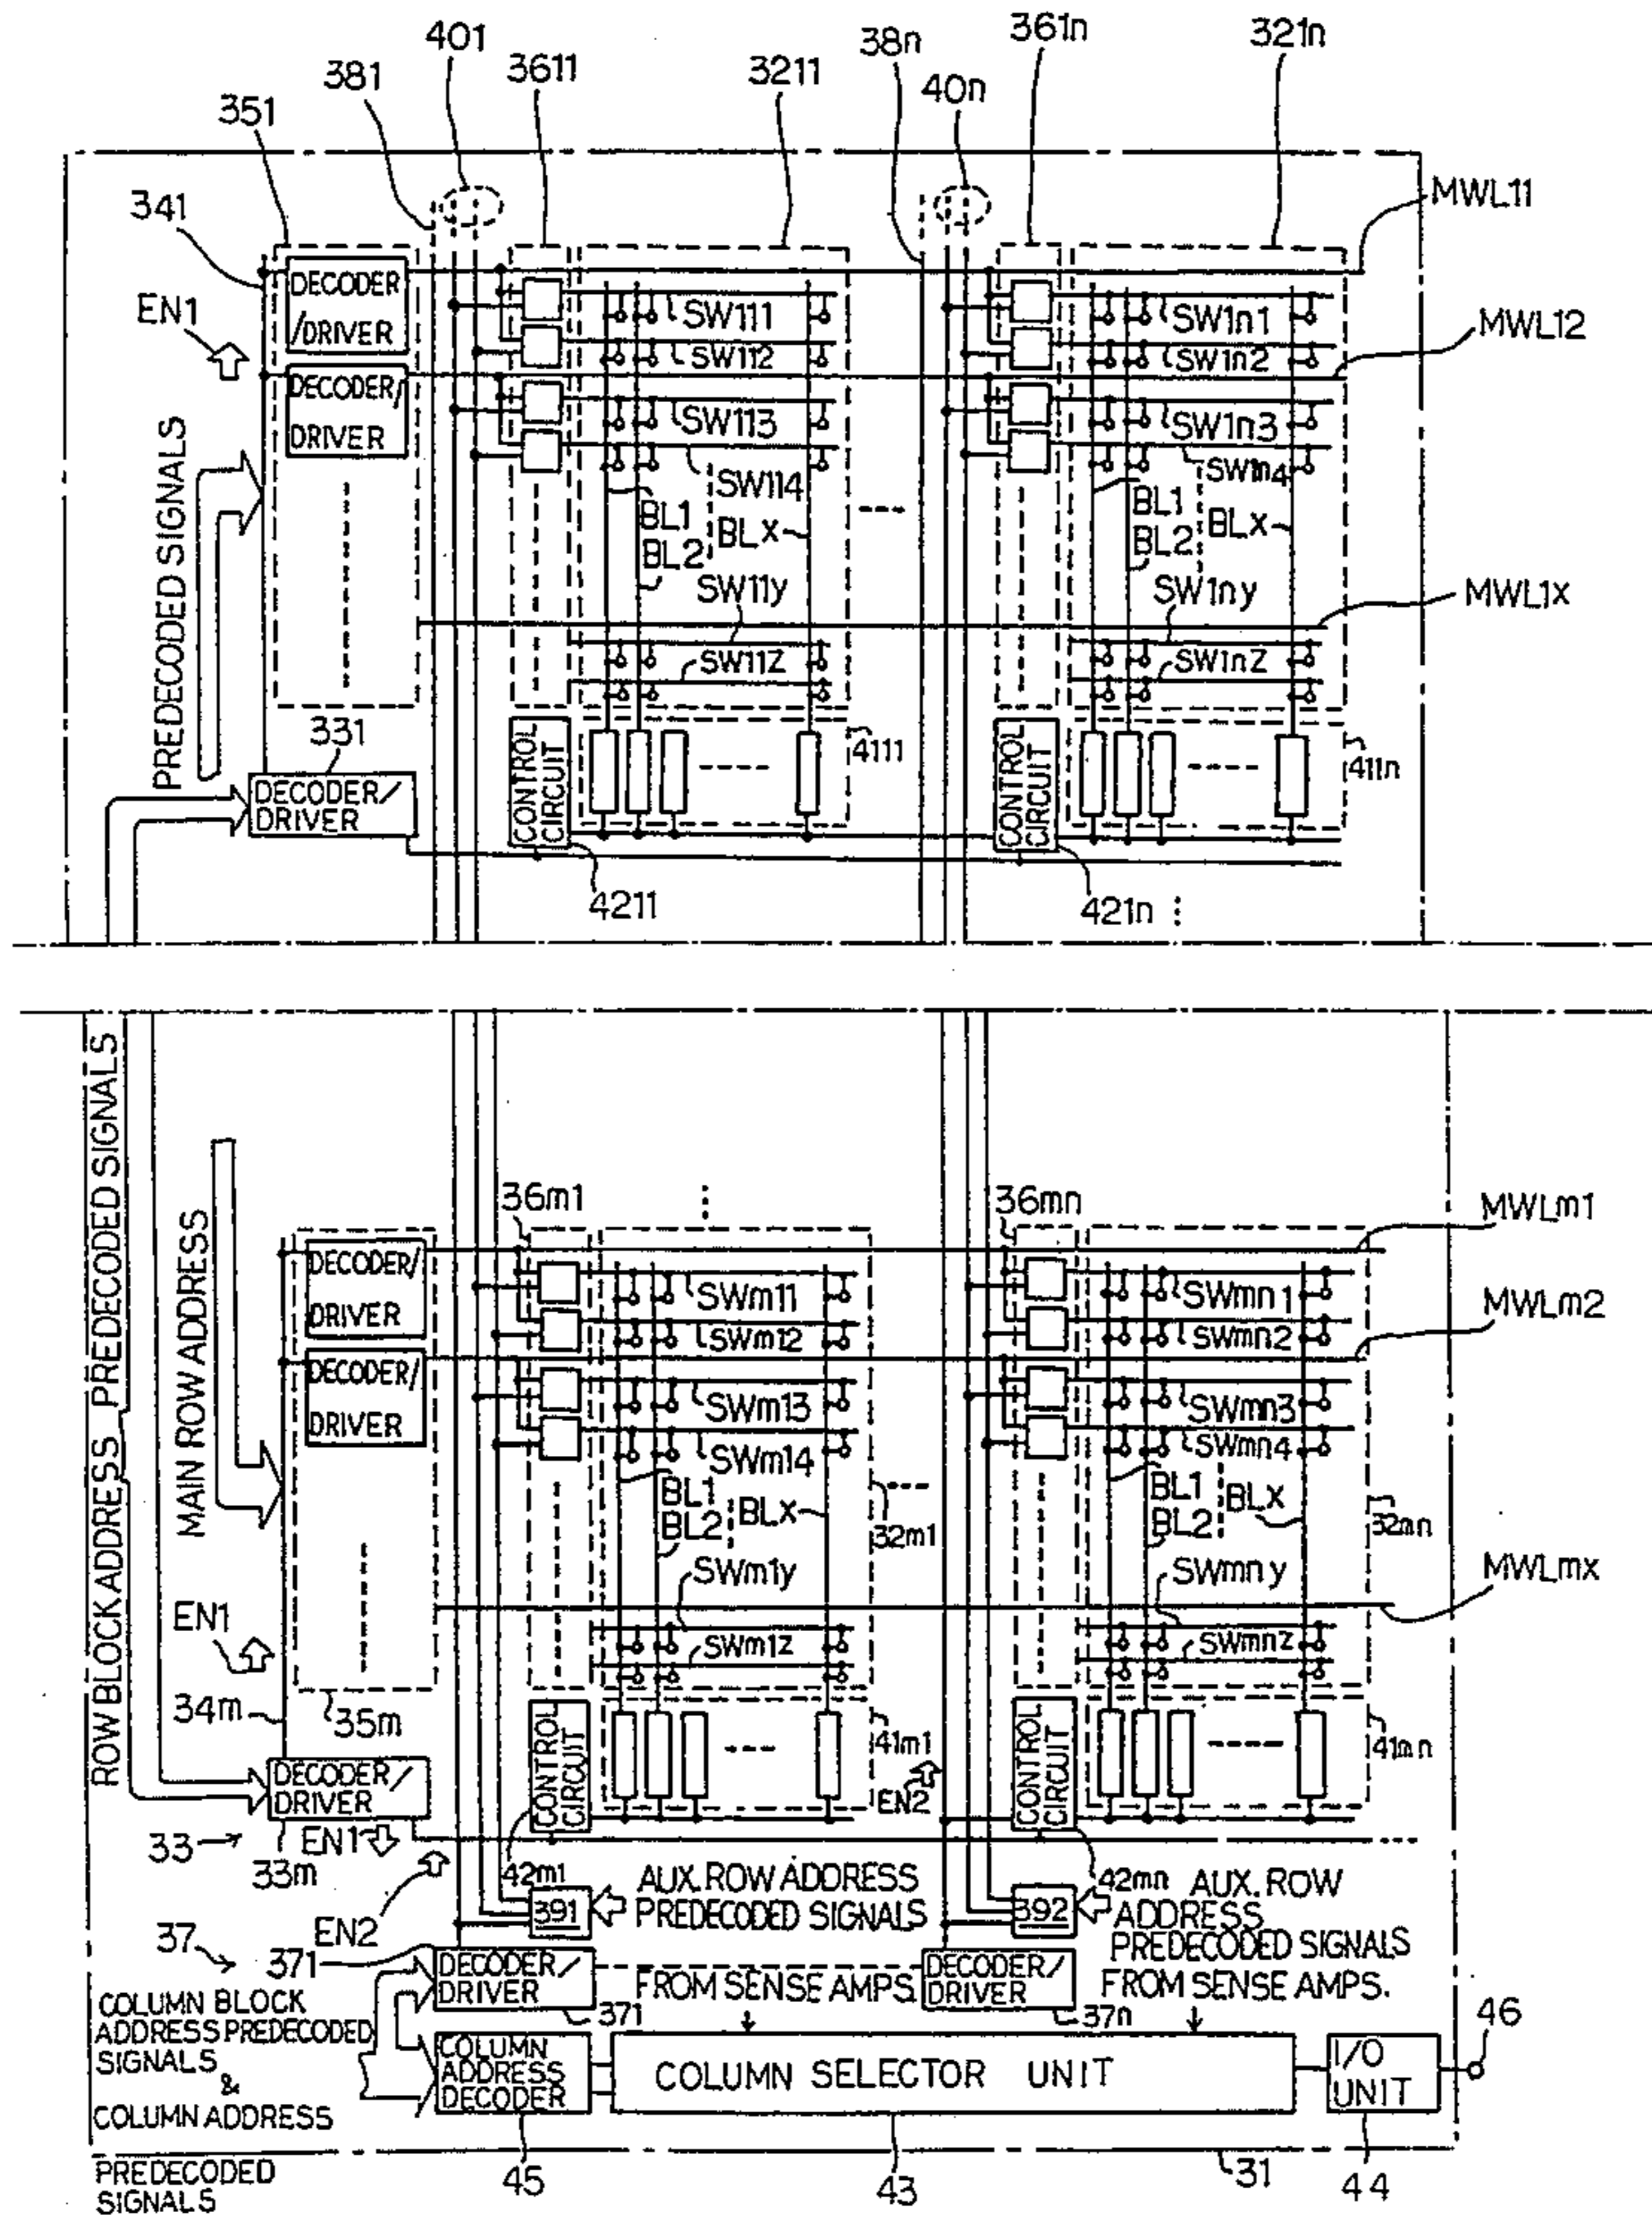 401
381
3611
3211
38n
361n
40n
321n
351
341
MWL11
DECODER
/DRIVER
EN1
SW111
SW1n1
MWL12
SW112
SW1n2
DECODER/
DRIVER
SW113
SW1n3
SW114
SW1n4
PREDECODED SIGNALS
BL1
BL2
BLX
BL1
BL2
BLX
SW11y
SW1ny
MWL1X
SW11Z
SW1nZ
331
DECODER/
DRIVER
CONTROL
CIRCUIT
4111
CONTROL
CIRCUIT
411n
4211
421n
ROW BLOCK ADDRESS PREDECODED SIGNALS
MAIN ROW ADDRESS
36m1
36mn
MWLm1
DECODER/
DRIVER
SWm11
SWmn1
MWLm2
SWm12
SWmn2
DECODER/
DRIVER
SWm13
SWmn3
SWm14
SWmn4
BL1
BL2
BLX
32m1
BL1
BL2
BLX
32mn
SWm1y
SWmny
MWLmx
EN1
SWm1z
SWmnz
34m
35m
CONTROL
CIRCUIT
41m1
EN2
CONTROL
CIRCUIT
41mn
DECODER/
DRIVER
33
33m
EN1
42m1
42mn
EN2
391
AUX. ROW ADDRESS
PREDECODED SIGNALS
392
AUX. ROW
ADDRESS
PREDECODED SIGNALS
37
371
DECODER/
DRIVER
371
FROM SENSE AMPS.
DECODER/
DRIVER
37n
FROM SENSE AMPS.
COLUMN BLOCK
ADDRESS PREDECODED
SIGNALS
&
COLUMN ADDRESS
PREDECODED
SIGNALS
COLUMN
ADDRESS
DECODER
COLUMN SELECTOR UNIT
I/O
UNIT
46
45
43
31
44